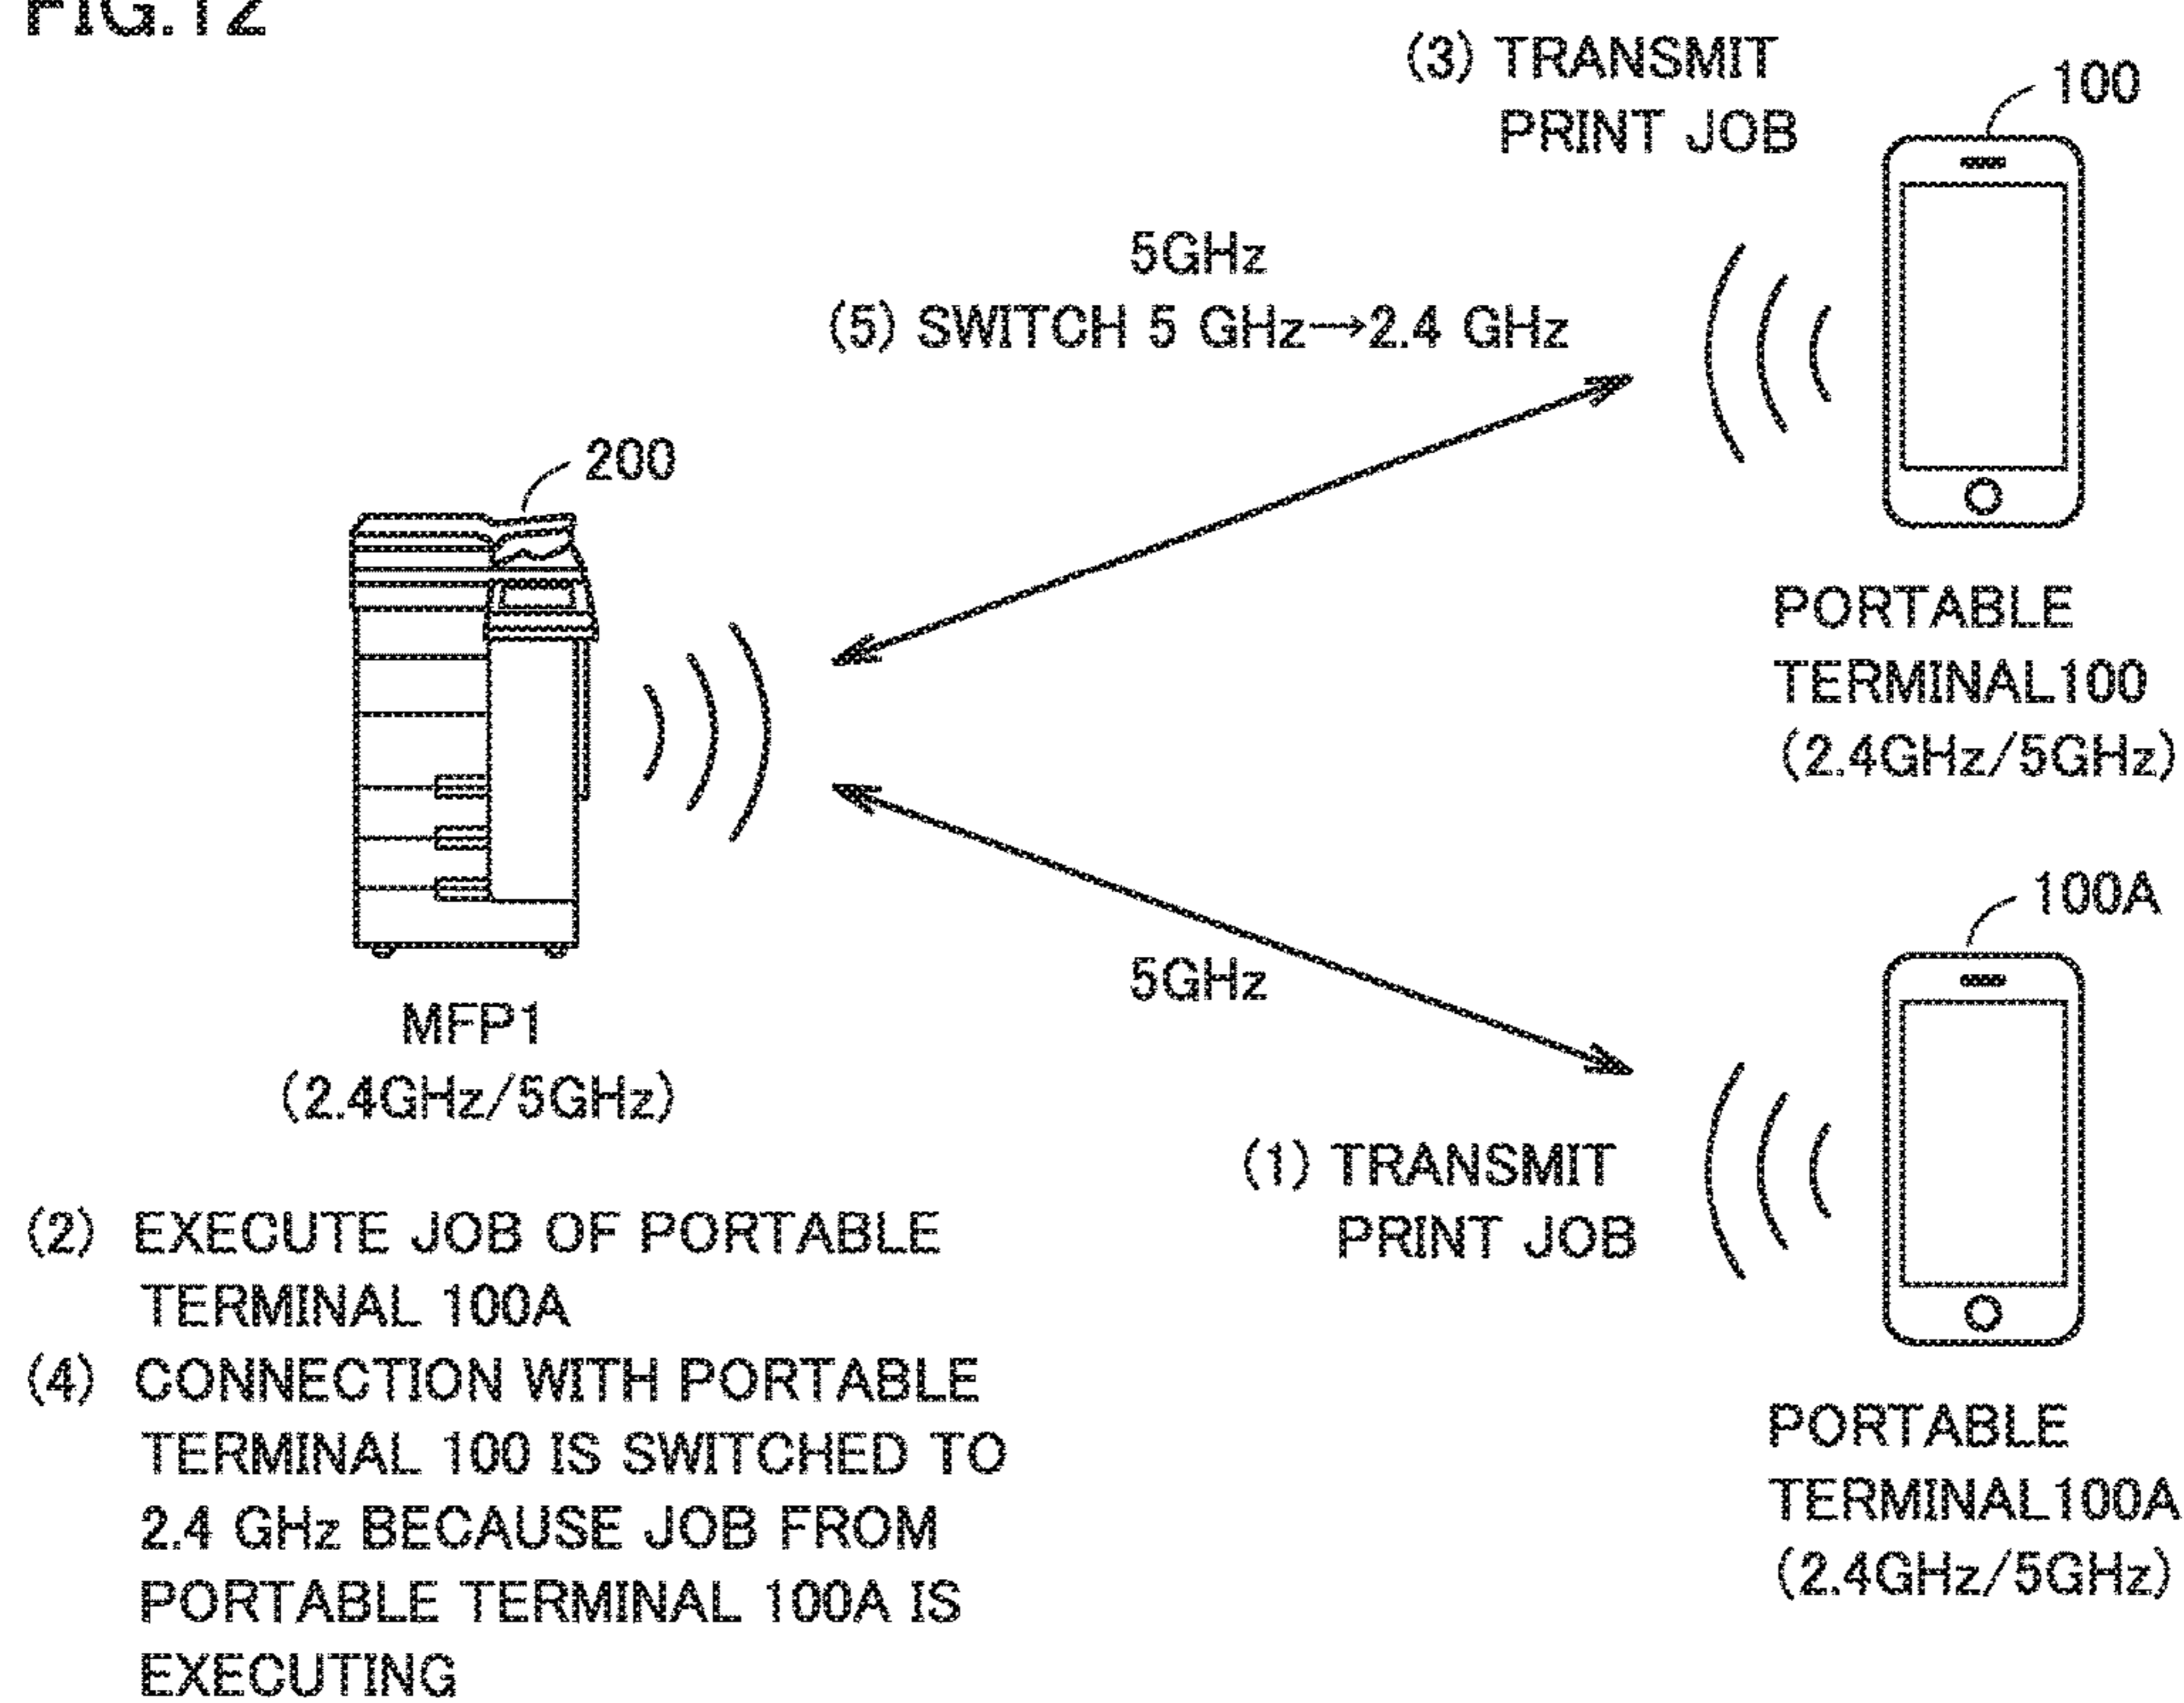 FIG.12
(3) TRANSMIT
PRINT JOB
100
5GHz
(5) SWITCH 5 GHz→2.4 GHz
200
PORTABLE
TERMINAL100
(2.4GHz/5GHz)
100A
5GHz
MFP1
(2.4GHz/5GHz)
(1) TRANSMIT
PRINT JOB
(2) EXECUTE JOB OF PORTABLE
TERMINAL 100A
(4) CONNECTION WITH PORTABLE
TERMINAL 100 IS SWITCHED TO
2.4 GHz BECAUSE JOB FROM
PORTABLE TERMINAL 100A IS
EXECUTING
PORTABLE
TERMINAL100A
(2.4GHz/5GHz)